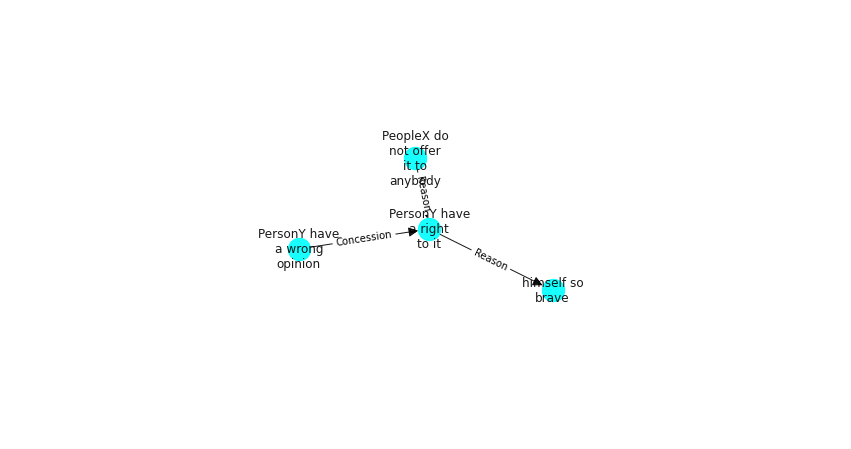 PeopleX do
not offer
it to
anybody
Reason
PersonY have
a right
to it
PersonY have
a wrong
opinion
Concession
Reason
himself so
brave